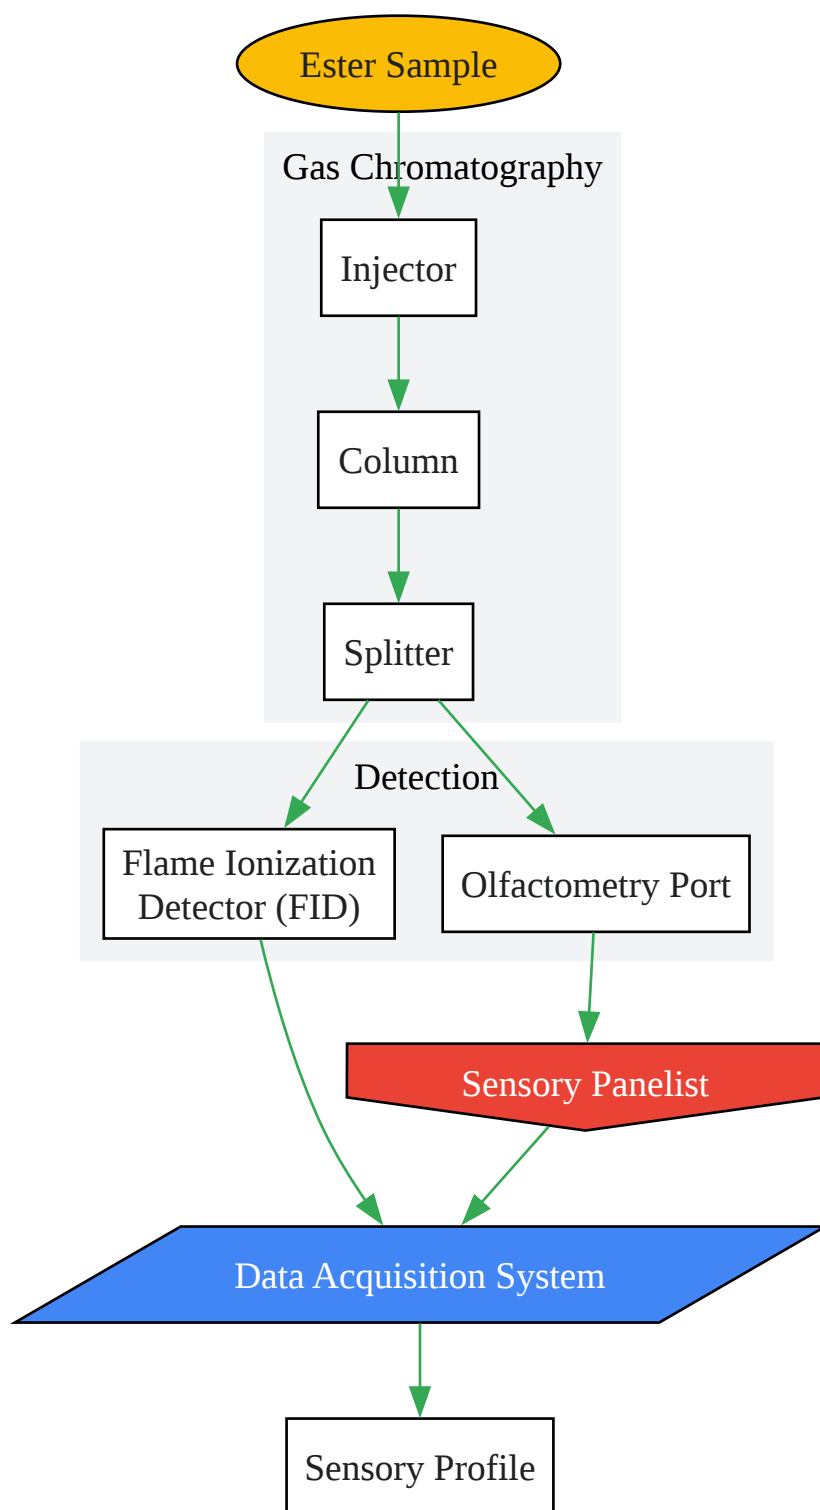 Ester Sample
Gas Chromatography
Injector
Column
Splitter
Detection
Flame Ionization
Detector (FID)
Olfactometry Port
Sensory Panelist
Data Acquisition System
Sensory Profile